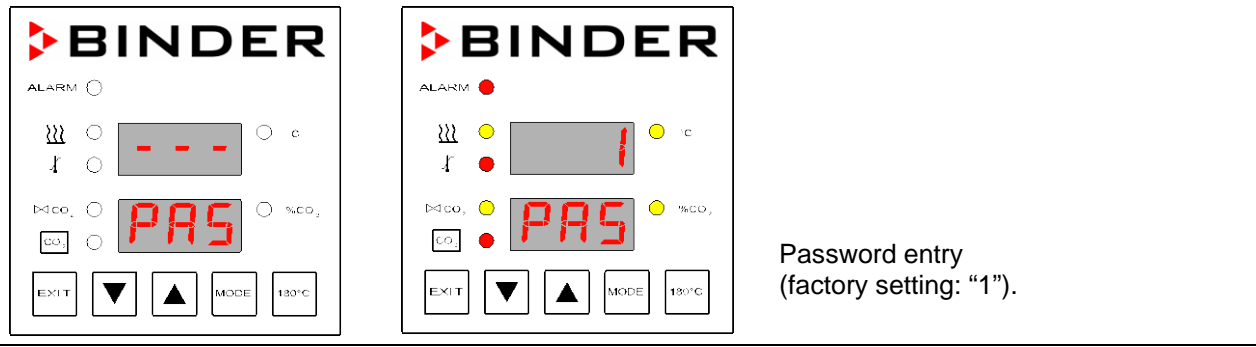 BINDER
ALARM
- - -
°C
CO₂
PAS
%CO₂
CO₂
EXIT
MODE
180°C
BINDER
ALARM
1
°C
CO₂
PAS
%CO₂
CO₂
EXIT
MODE
180°C
Password entry
(factory setting: “1”).